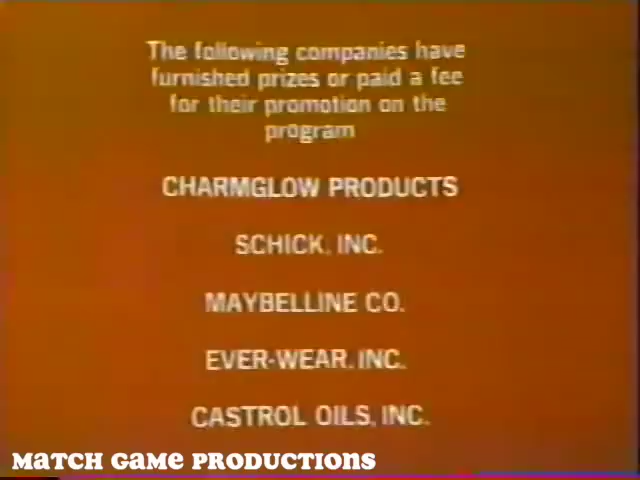 The following companies have
furnished prizes or paid a fee
for their promotion on the
program
CHARMGLOW PRODUCTS
SCHICK, INC.
MAYBELLINE CO.
EVER-WEAR, INC.
CASTROL OILS, INC.
MATCH GAME PRODUCTIONS